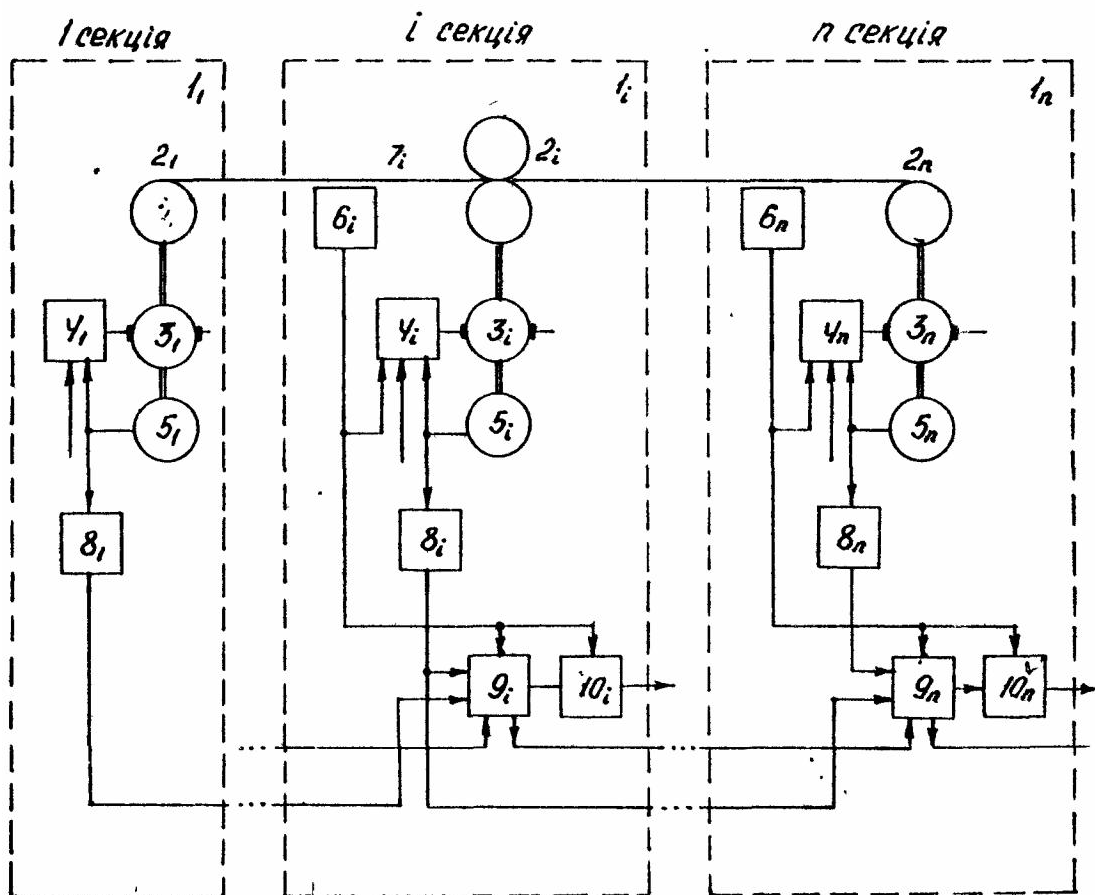 1 секція
i секція
n секція
1₁
1ᵢ
1ₙ
2₁
7ᵢ
2ᵢ
2ₙ
6ᵢ
6ₙ
4₁
3₁
4ᵢ
3ᵢ
4ₙ
3ₙ
5₁
5ᵢ
5ₙ
8₁
8ᵢ
8ₙ
9ᵢ
10ᵢ
9ₙ
10ₙ